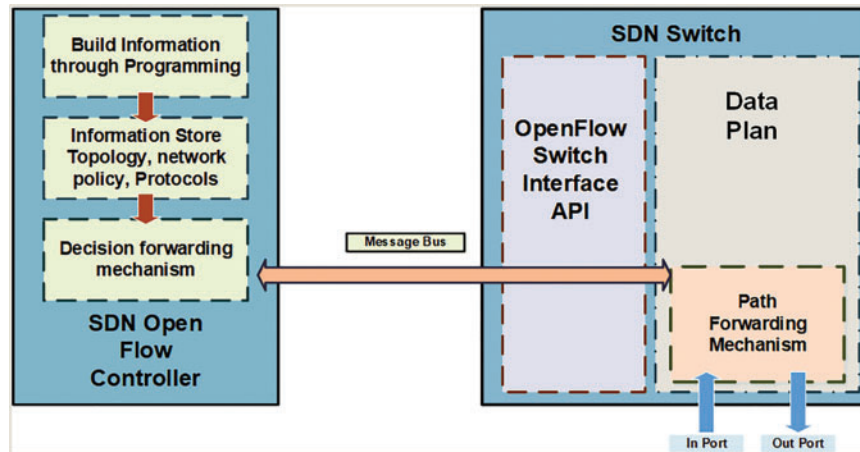 Build Information
through Programming
Information Store
Topology, network
policy, Protocols
Decision forwarding
mechanism
SDN Open
Flow
Controller
Message Bus
SDN Switch
OpenFlow
Switch
Interface
API
Data
Plan
Path
Forwarding
Mechanism
In Port
Out Port